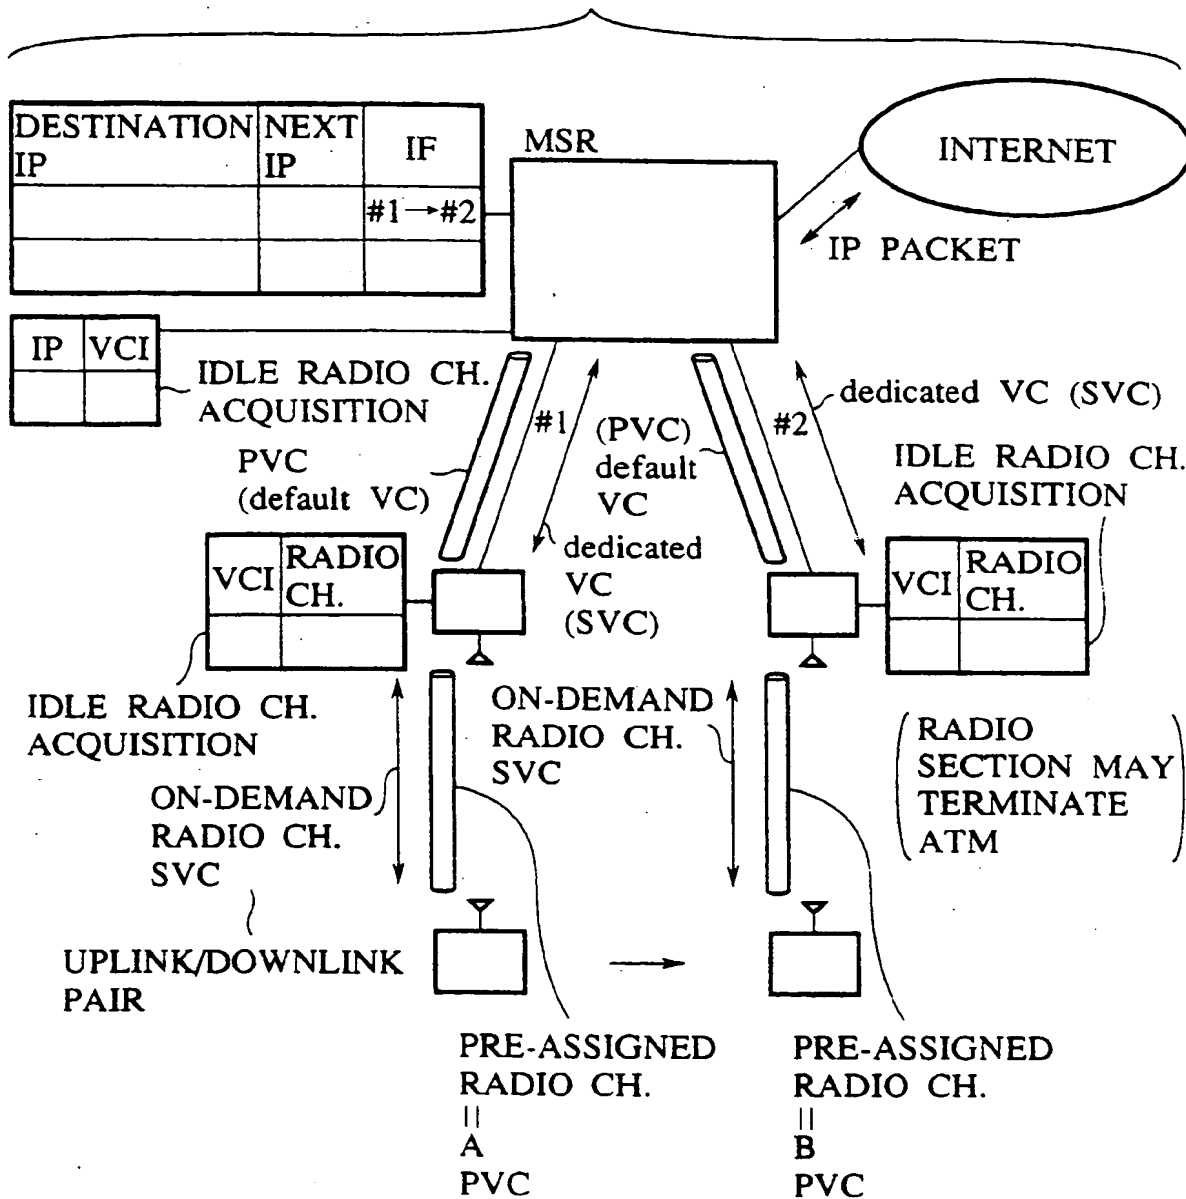 DESTINATION IP
NEXT IP
IF
#1→#2
MSR
INTERNET
IP PACKET
IP
VCI
IDLE RADIO CH.
ACQUISITION
PVC
(default VC)
#1
(PVC)
default
VC
#2
dedicated VC (SVC)
IDLE RADIO CH.
ACQUISITION
dedicated
VC
(SVC)
VCI
RADIO
CH.
VCI
RADIO
CH.
IDLE RADIO CH.
ACQUISITION
ON-DEMAND
RADIO CH.
SVC
ON-DEMAND
RADIO CH.
SVC
RADIO
SECTION MAY
TERMINATE
ATM
UPLINK/DOWNLINK
PAIR
PRE-ASSIGNED
RADIO CH.
=
A
PVC
PRE-ASSIGNED
RADIO CH.
=
B
PVC